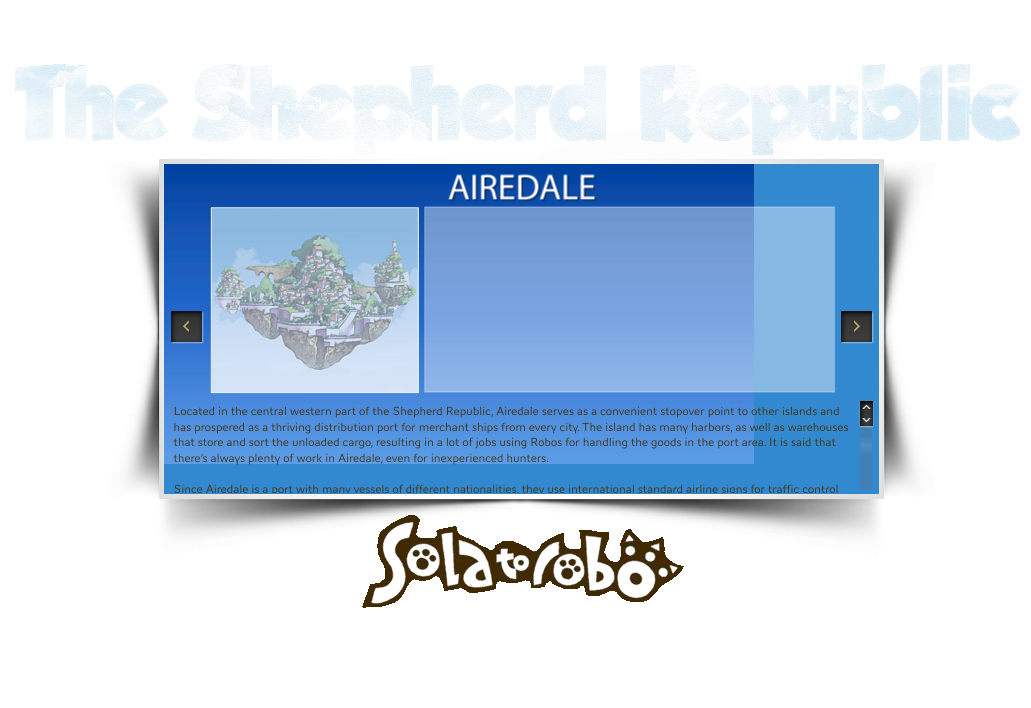 The Shepherd Republic
AIREDALE
Located in the central western part of the Shepherd Republic, Airedale serves as a convenient stopover point to other islands and
has prospered as a thriving distribution port for merchant ships from every city. The island has many harbors, as well as warehouses
that store and sort the unloaded cargo, resulting in a lot of jobs using Robos for handling the goods in the port area. It is said that
there's always plenty of work in Airedale, even for inexperienced hunters.
Since Airedale is a port with many vessels of different nationalities, they use international standard airline signs for traffic control
Solatorobo